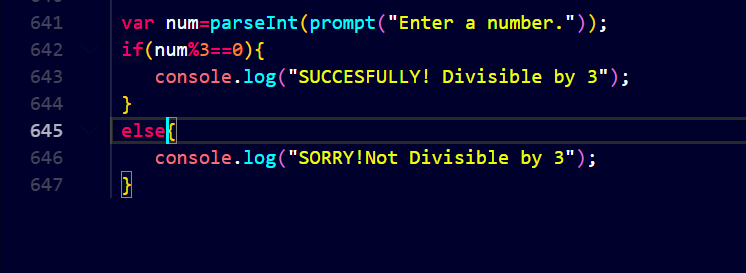 641 var num=parseInt(prompt("Enter a number."));
642 if(num%3==0){
643 console.log("SUCCESFULLY! Divisible by 3");
644 }
645 else{
646 console.log("SORRY!Not Divisible by 3");
647 }